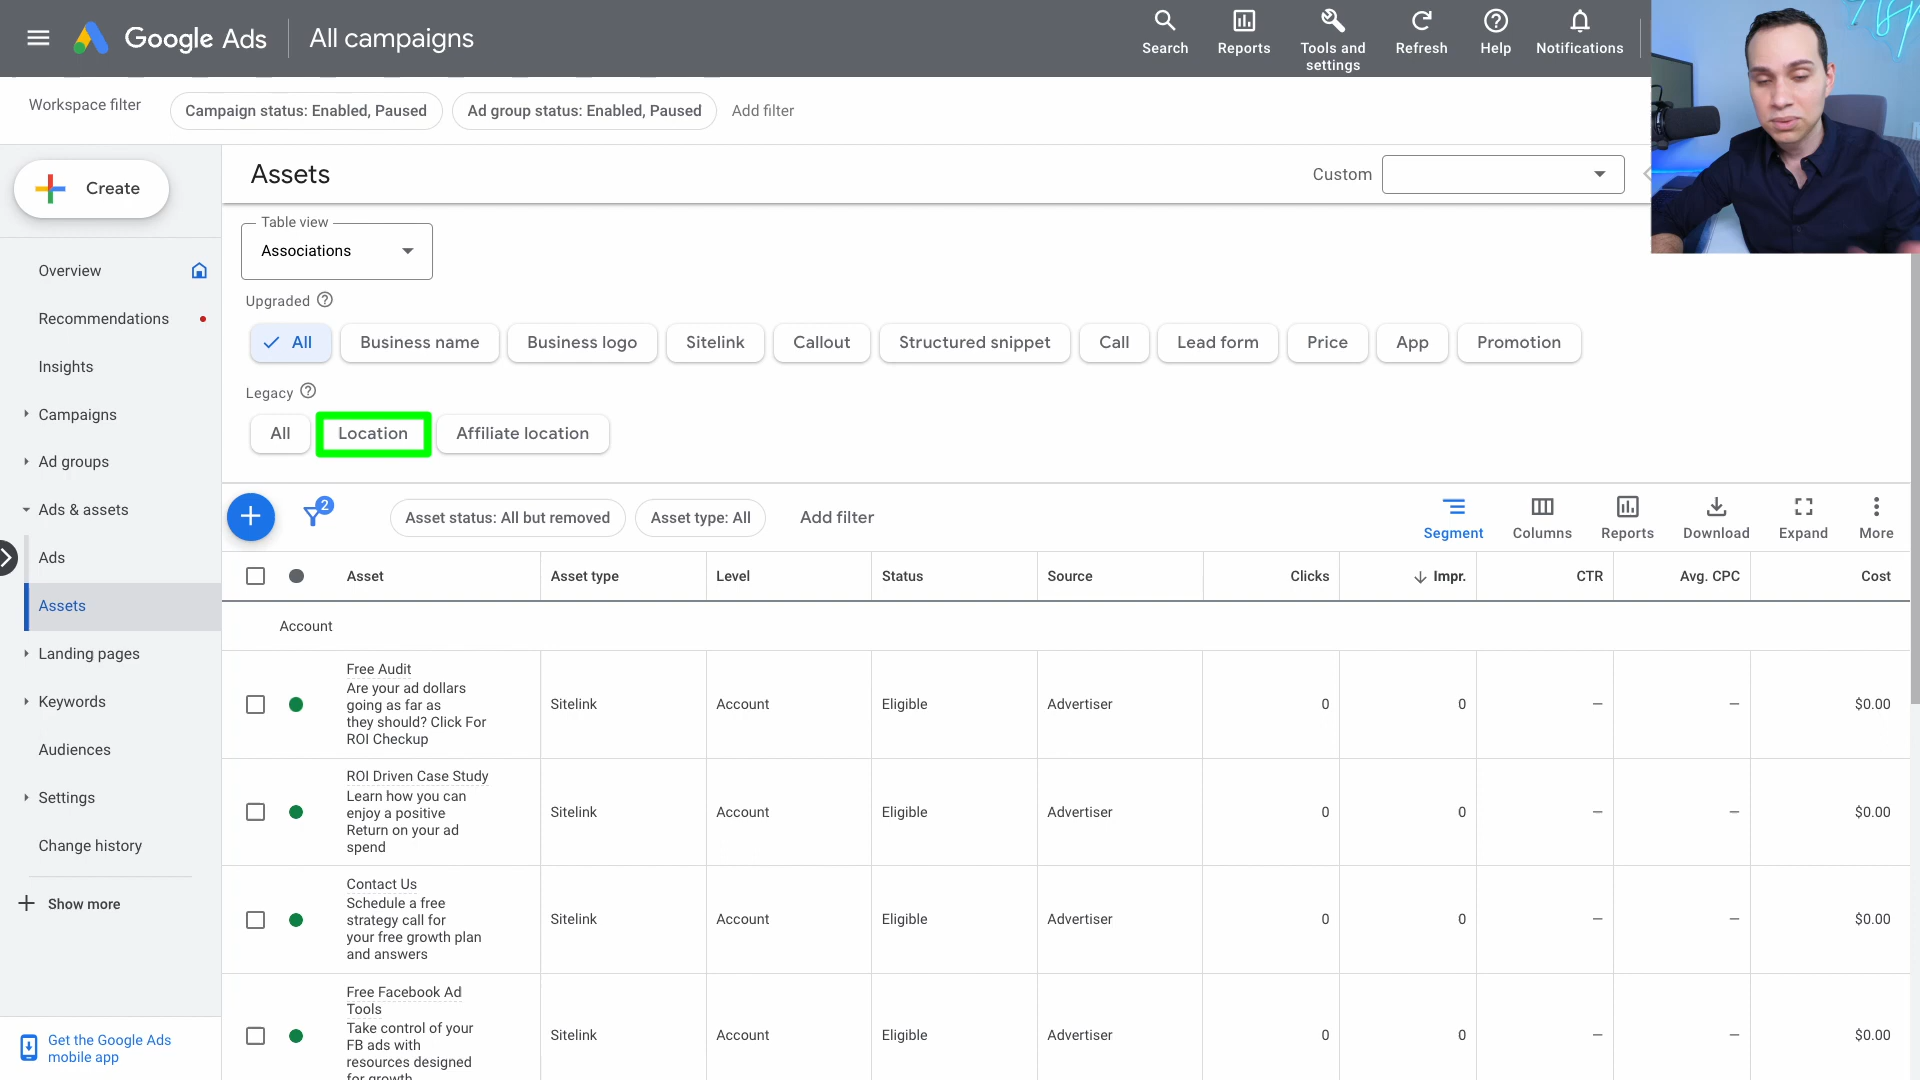 Google Ads
All campaigns
Search
Reports
Tools and
settings
Refresh
Help
Notifications
Workspace filter
Campaign status: Enabled, Paused
Ad group status: Enabled, Paused
Add filter
Create
Assets
Custom
Table view
Associations
Overview
Recommendations
Insights
Campaigns
Ad groups
Ads & assets
Ads
Assets
Landing pages
Keywords
Audiences
Settings
Change history
Show more
Get the Google Ads
mobile app
Upgraded
All
Business name
Business logo
Sitelink
Callout
Structured snippet
Call
Lead form
Price
App
Promotion
Legacy
All
Location
Affiliate location
2
Asset status: All but removed
Asset type: All
Add filter
Segment
Columns
Reports
Download
Expand
More
Asset
Asset type
Level
Status
Source
Clicks
Impr.
CTR
Avg. CPC
Cost
Account
Free Audit
Are your ad dollars
going as far as
they should? Click For
ROI Checkup
Sitelink
Account
Eligible
Advertiser
0
0
–
–
$0.00
ROI Driven Case Study
Learn how you can
enjoy a positive
Return on your ad
spend
Sitelink
Account
Eligible
Advertiser
0
0
–
–
$0.00
Contact Us
Schedule a free
strategy call for
your free growth plan
and answers
Sitelink
Account
Eligible
Advertiser
0
0
–
–
$0.00
Free Facebook Ad
Tools
Take control of your
FB ads with
resources designed
for growth
Sitelink
Account
Eligible
Advertiser
0
0
–
–
$0.00